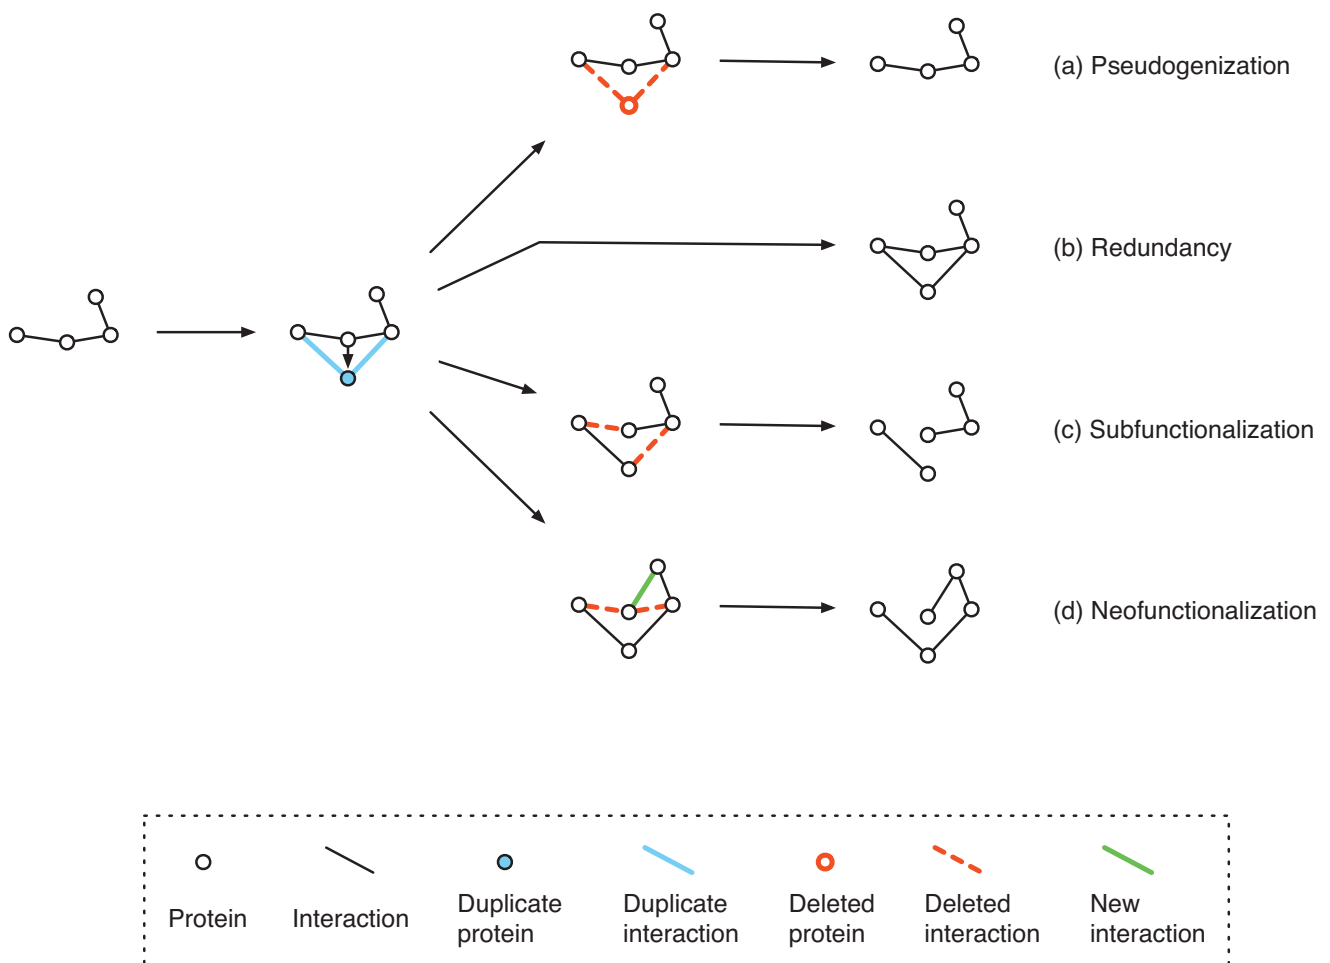 (a) Pseudogenization
(b) Redundancy
(c) Subfunctionalization
(d) Neofunctionalization
Protein
Interaction
Duplicate
protein
Duplicate
interaction
Deleted
protein
Deleted
interaction
New
interaction